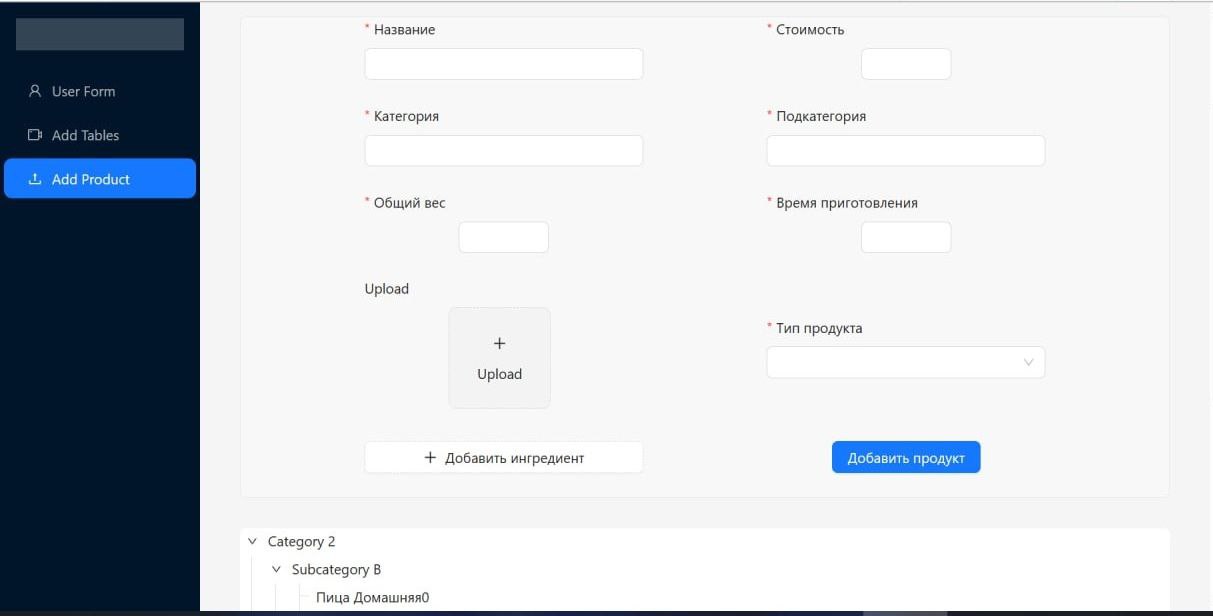 User Form
Add Tables
Add Product
* Название
* Стоимость
* Категория
* Подкатегория
* Общий вес
* Время приготовления
Upload
+
Upload
* Тип продукта
+ Добавить ингредиент
Добавить продукт
Category 2
Subcategory B
Пица Домашняя0